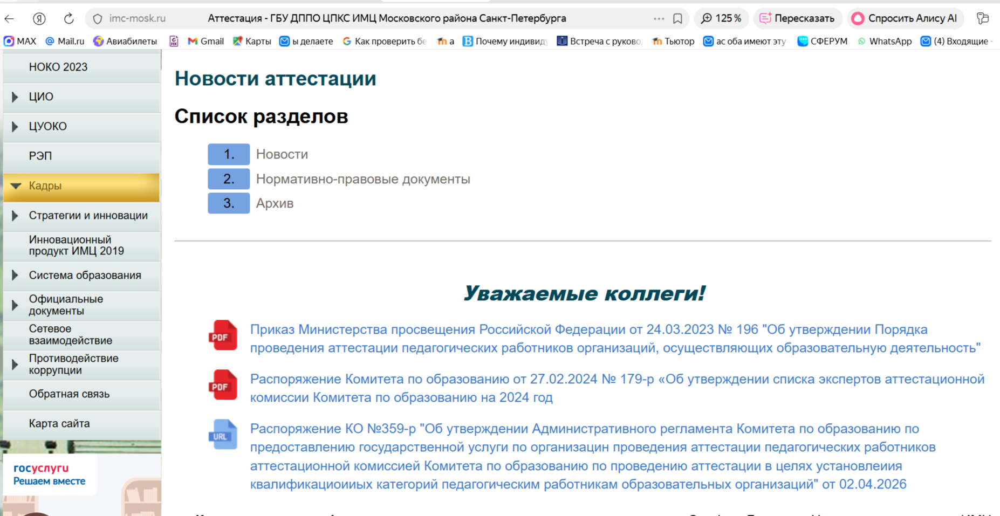 imc-mosk.ru
Аттестация - ГБУ ДППО ЦПКС ИМЦ Московского района Санкт-Петербурга
125 %
Пересказать
Спросить Алису AI
MAX
Mail.ru
Авиабилеты
Gmail
Карты
ы делаете
Как проверить бе
а
Почему индивид
Встреча с руково
Тьютор
ас оба имеют эту
СФЕРУМ
WhatsApp
(4) Входящие -
НОКО 2023
ЦИО
ЦУОКО
РЭП
Кадры
Стратегии и инновации
Инновационный
продукт ИМЦ 2019
Система образования
Официальные
документы
Сетевое
взаимодействие
Противодействие
коррупции
Обратная связь
Карта сайта
госуслуги
Решаем вместе
Новости аттестации
Список разделов
1. Новости
2. Нормативно-правовые документы
3. Архив
Уважаемые коллеги!
PDF
Приказ Министерства просвещения Российской Федерации от 24.03.2023 № 196 "Об утверждении Порядка
проведения аттестации педагогических работников организаций, осуществляющих образовательную деятельность"
PDF
Распоряжение Комитета по образованию от 27.02.2024 № 179-р «Об утверждении списка экспертов аттестационной
комиссии Комитета по образованию на 2024 год
URL
Распоряжение КО №359-р "Об утверждении Административного регламента Комитета по образованию по
предоставлению государственной услуги по организацин проведения аттестации педагогических работников
аттестационной комиссией Комитета по образованию по проведению аттестации в целях установлеиия
квалификациоииых категорий педагогическим работникам образовательных организаций" от 02.04.2026